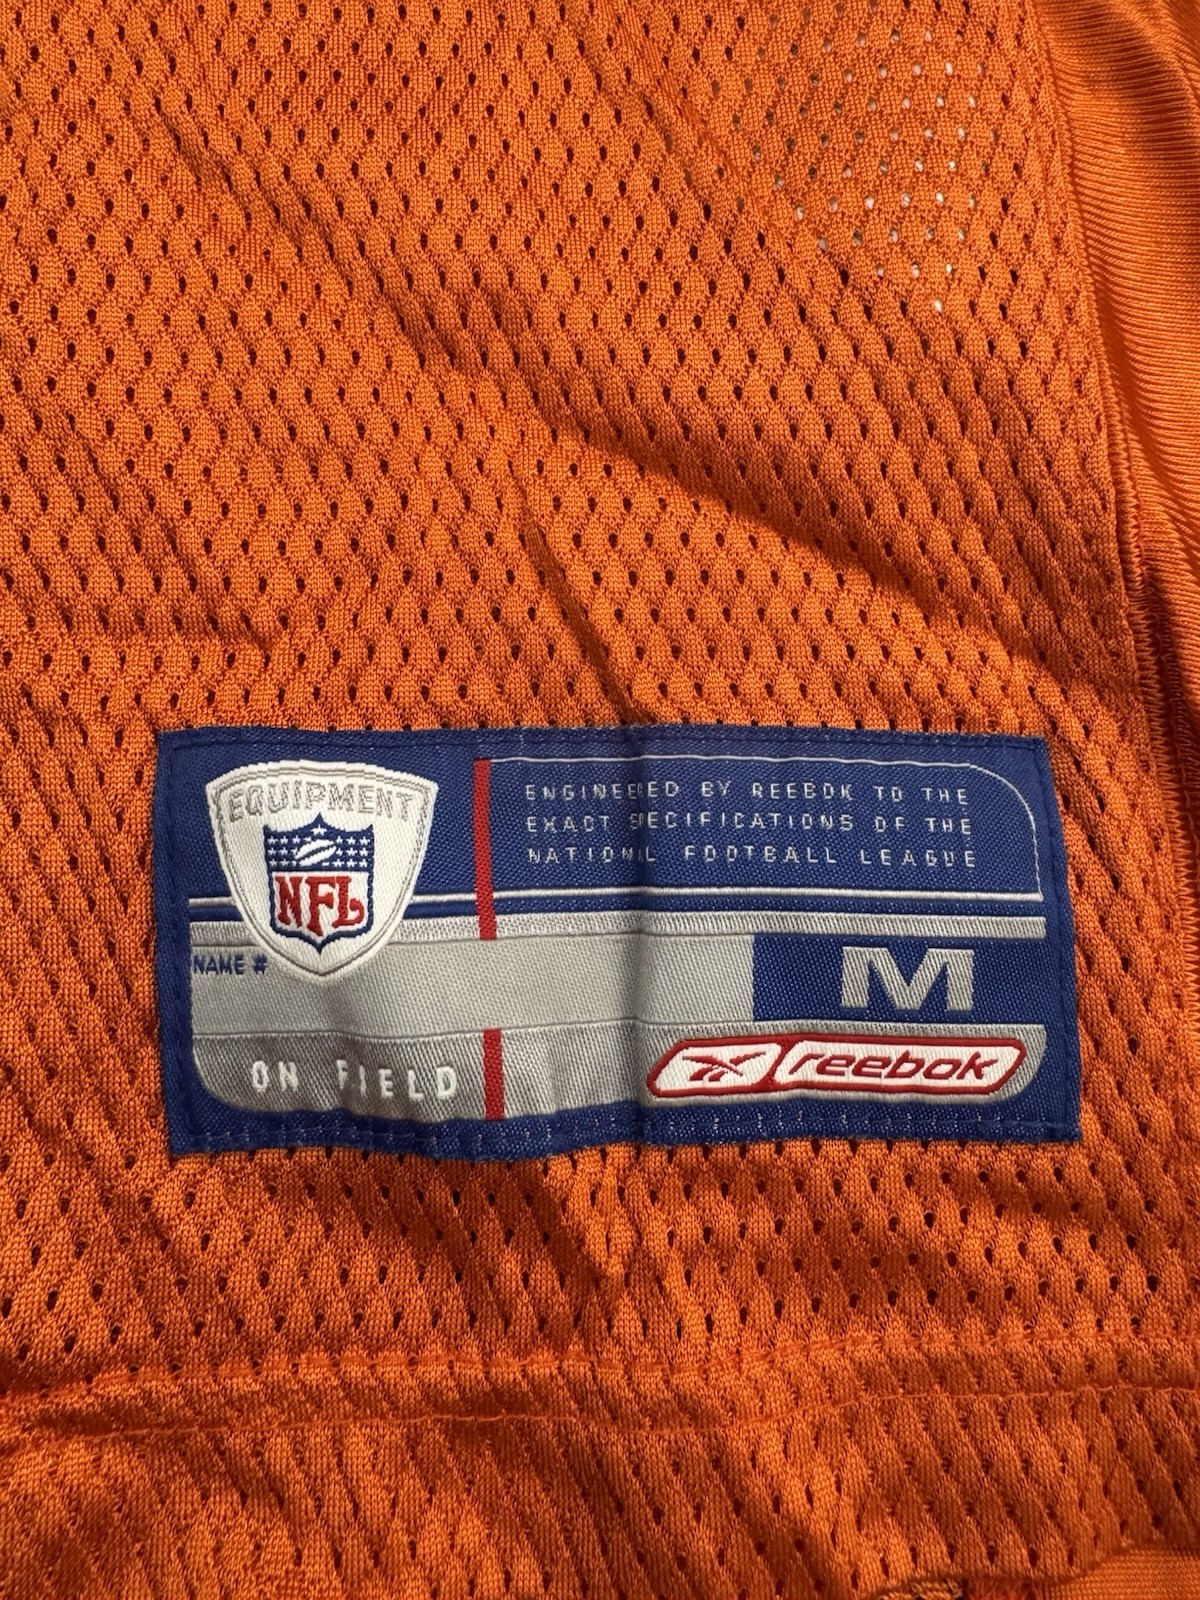 EQUIPMENT
NFL
ENGINEERED BY REEBOK TO THE
EXACT SPECIFICATIONS OF THE
NATIONAL FOOTBALL LEAGUE
NAME #
M
ON FIELD
reebok